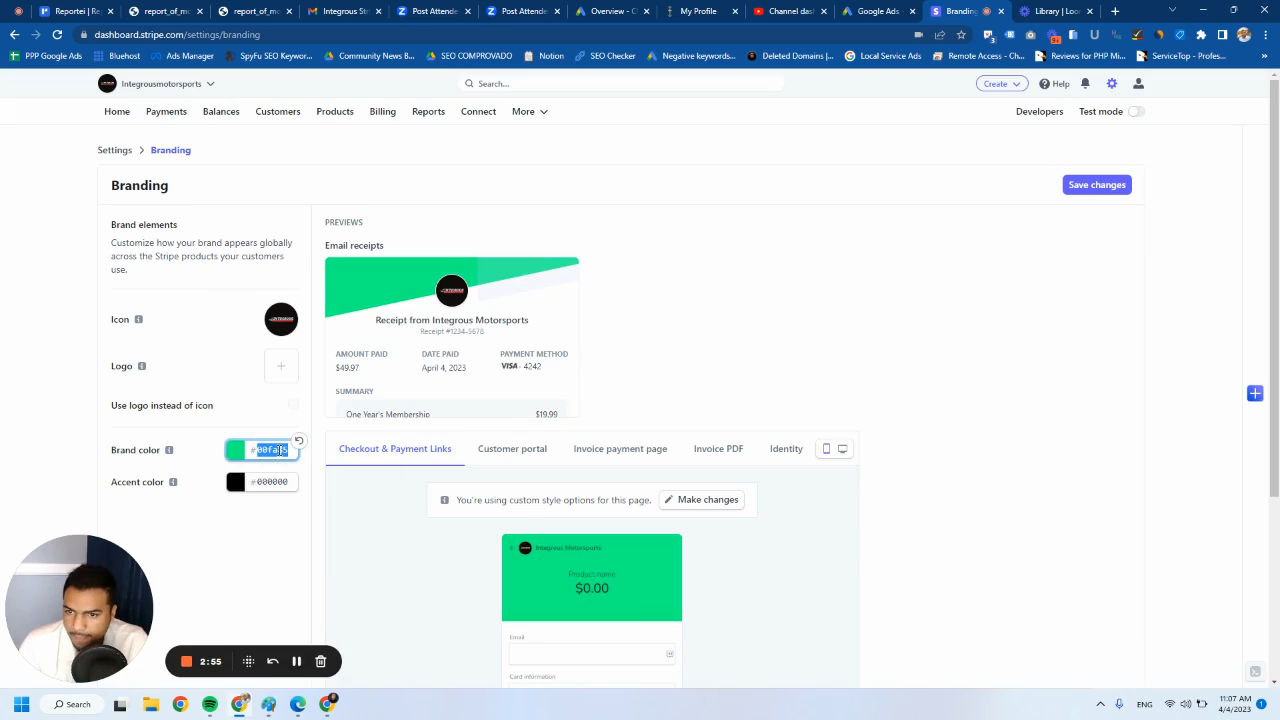 report_of_m
report_of_mo
Integrous St
Post Attende
Post Attende
Overview - G
My Profile
Channel das
Google Ads
Branding
Library | Loo
dashboard.stripe.com/settings/branding
PPP Google Ads
Bluehost
Ads Manager
SpyFu SEO Keywor...
Community News B...
SEO COMPROVADO
Notion
SEO Checker
Negative keywords...
Deleted Domains |...
Local Service Ads
Remote Access - Ch...
Reviews for PHP Mi...
ServiceTop - Profes...
Integrousmotorsports
Search...
Create
Help
Home
Payments
Balances
Customers
Products
Billing
Reports
Connect
More
Developers
Test mode
Settings > Branding
Branding
Save changes
Brand elements
Customize how your brand appears globally
across the Stripe products your customers
use.
Icon
Logo
Use logo instead of icon
Brand color
Accent color
#000000
PREVIEWS
Email receipts
INTEGROUS
Receipt from Integrous Motorsports
Receipt #1234-5678
AMOUNT PAID
DATE PAID
PAYMENT METHOD
$49.97
April 4, 2023
VISA - 4242
SUMMARY
One Year's Membership
$19.99
Checkout & Payment Links
Customer portal
Invoice payment page
Invoice PDF
Identity
You're using custom style options for this page.
Make changes
Integrous Motorsports
Product name
$0.00
Email
Card information
2:55
Search
ENG
11:07 AM
4/4/2023